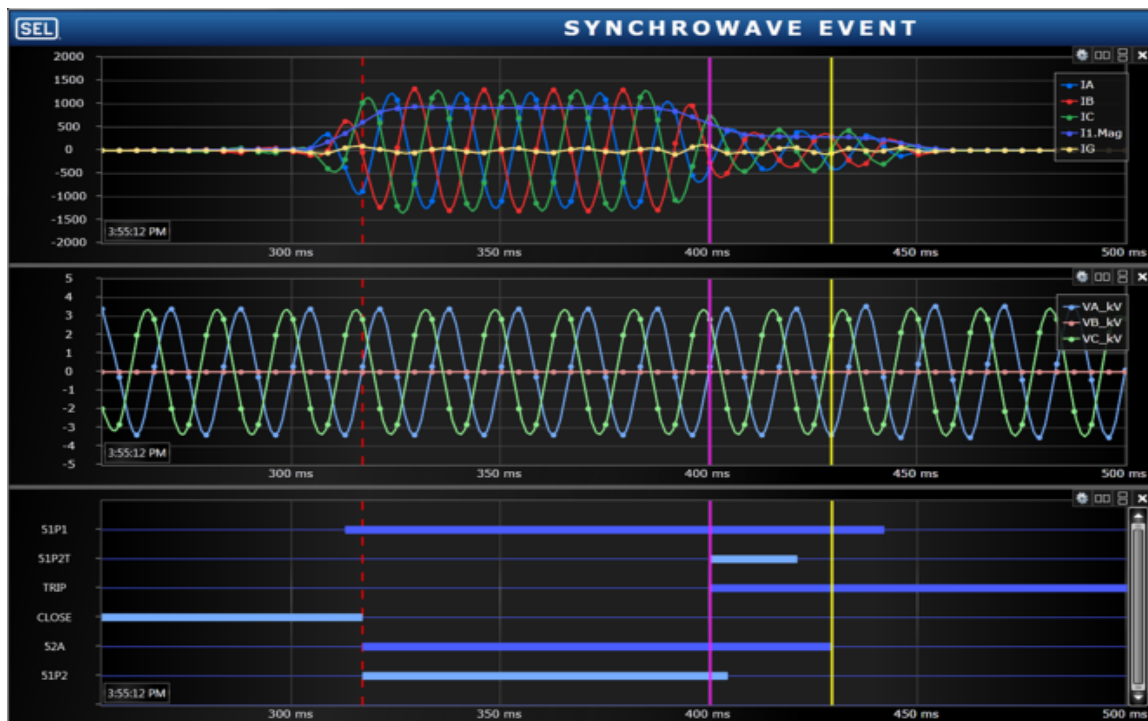 SEL
SYNCHROWAVE EVENT
2000
1500
1000
500
0
-500
-1000
-1500
-2000
IA
IB
IC
I1.Mag
IG
3:55:12 PM
300 ms 350 ms 400 ms 450 ms 500 ms
5
4
3
2
1
0
-1
-2
-3
-4
-5
VA_kV
VB_kV
VC_kV
3:55:12 PM
300 ms 350 ms 400 ms 450 ms 500 ms
51P1
51P2T
TRIP
CLOSE
52A
51P2
3:55:12 PM
300 ms 350 ms 400 ms 450 ms 500 ms